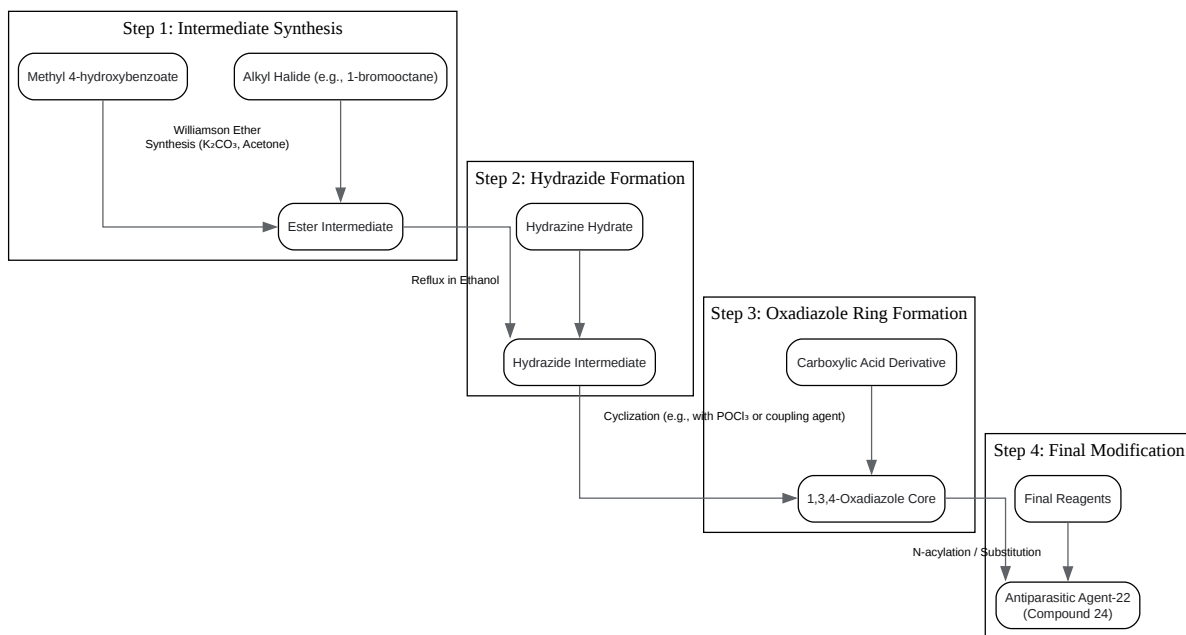 Step 1: Intermediate Synthesis
Methyl 4-hydroxybenzoate
Alkyl Halide (e.g., 1-bromooctane)
Williamson Ether
Synthesis (K₂CO₃, Acetone)
Ester Intermediate
Step 2: Hydrazide Formation
Hydrazine Hydrate
Reflux in Ethanol
Hydrazide Intermediate
Step 3: Oxadiazole Ring Formation
Carboxylic Acid Derivative
Cyclization (e.g., with POCl₃ or coupling agent)
1,3,4-Oxadiazole Core
Step 4: Final Modification
Final Reagents
N-acylation / Substitution
Antiparasitic Agent-22
(Compound 24)